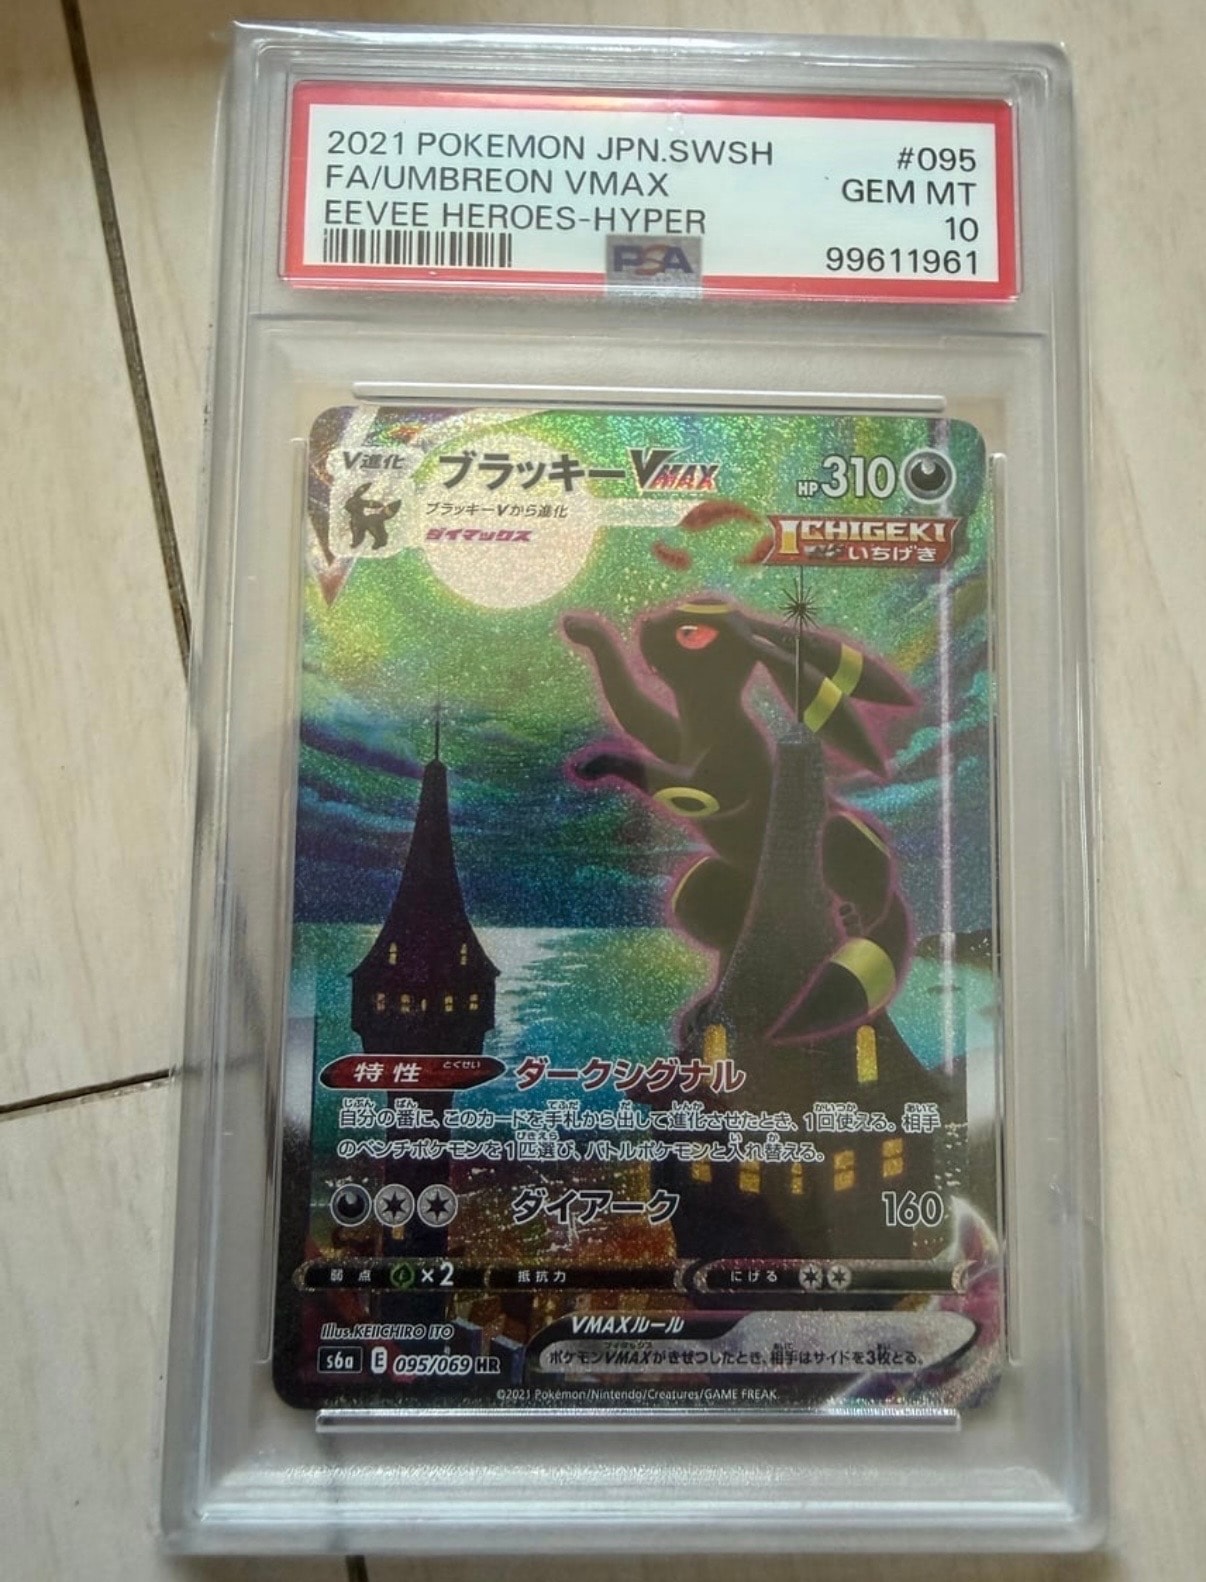 2021 POKEMON JPN.SWSH #095
FA/UMBREON VMAX GEM MT
EEVEE HEROES-HYPER 10
PSA 99611961
V進化 ブラッキーVMAX HP310
ブラッキーVから進化
ダイマックス
ICHIGEKI
いちげき
特性 とくせい ダークシグナル
自分の番に、このカードを手札から出して進化させたとき、1回使える。相手
のベンチポケモンを1匹選び、バトルポケモンと入れ替える。
ダイアーク 160
弱点 ×2 抵抗力 にげる
Illus.KEIICHIRO ITO
VMAXルール
s6a E 095/069 HR
ポケモンVMAXがきぜつしたとき、相手はサイドを3枚とる。
©2021 Pokémon/Nintendo/Creatures/GAME FREAK.